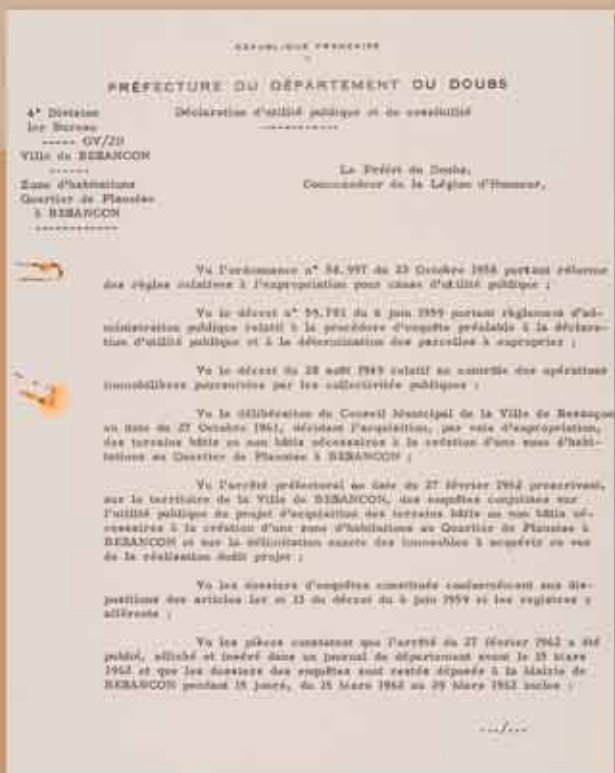 RÉPUBLIQUE FRANÇAISE
PRÉFECTURE DU DÉPARTEMENT DU DOUBS
4° Division
1er Bureau
----- GV/20
Ville de BESANCON
------
Zone d'habitations
Quartier de Planoise
à BESANCON
------------
Déclaration d'utilité publique et de cessibilité
-----------
Le Préfet du Doubs,
Commandeur de la Légion d'Honneur,
Vu l'ordonnance n° 58.997 du 23 Octobre 1958 portant réforme
des règles relatives à l'expropriation pour cause d'utilité publique ;
Vu le décret n° 59.701 du 6 juin 1959 portant règlement d'ad-
ministration publique relatif à la procédure d'enquête préalable à la déclara-
tion d'utilité publique et à la détermination des parcelles à exproprier ;
Vu le décret du 28 août 1949 relatif au contrôle des opérations
immobilières poursuivies par les collectivités publiques ;
Vu la délibération du Conseil Municipal de la Ville de Besançon
en date du 27 Octobre 1961, décidant l'acquisition, par voie d'expropriation,
des terrains bâtis ou non bâtis nécessaires à la création d'une zone d'habi-
tations au Quartier de Planoise à BESANCON ;
Vu l'arrêté préfectoral en date du 27 février 1962 prescrivant,
sur le territoire de la Ville de BESANCON, des enquêtes conjointes sur
l'utilité publique du projet d'acquisition des terrains bâtis ou non bâtis né-
cessaires à la création d'une zone d'habitations au Quartier de Planoise à
BESANCON et sur la délimitation exacte des immeubles à acquérir en vue
de la réalisation dudit projet ;
Vu les dossiers d'enquêtes constitués conformément aux dis-
positions des articles 1er et 13 du décret du 6 juin 1959 et les registres y
afférents ;
Vu les pièces constatant que l'arrêté du 27 février 1962 a été
publié, affiché et inséré dans un journal du département avant le 15 Mars
1962 et que les dossiers des enquêtes sont restés déposés à la Mairie de
BESANCON pendant 15 jours, du 15 Mars 1962 au 29 Mars 1962 inclus ;
.../...